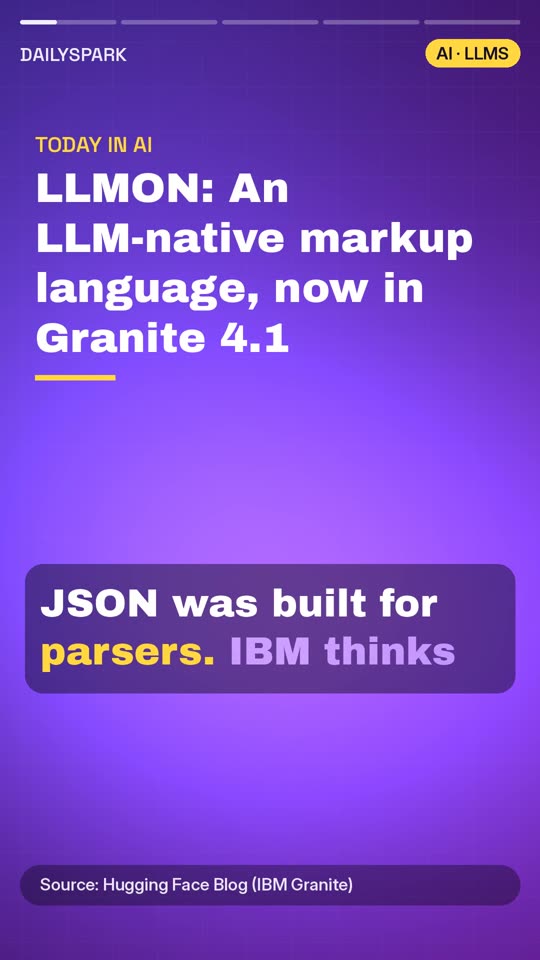 DAILYSPARK
AI · LLMS
TODAY IN AI
LLMON: An
LLM-native markup
language, now in
Granite 4.1
JSON was built for
parsers. IBM thinks
Source: Hugging Face Blog (IBM Granite)